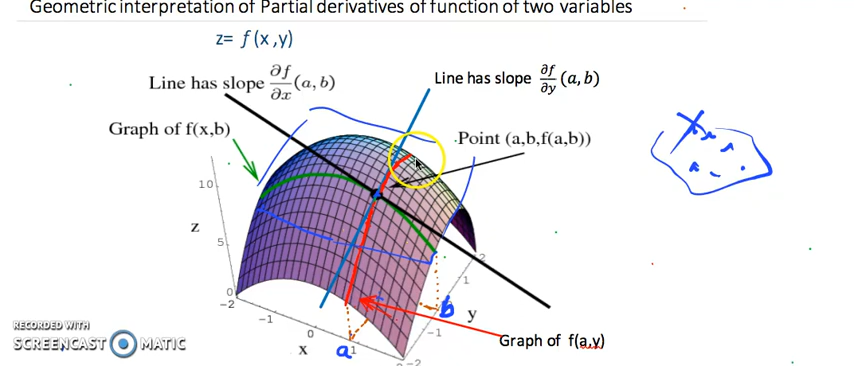 Geometric interpretation of Partial derivatives of function of two variables
z= f(x,y)
Line has slope ∂f/∂x (a, b)
Line has slope ∂f/∂y (a, b)
Graph of f(x,b)
Point (a,b,f(a,b))
10
z
5
0
-2
-1
0
1
x
a
-2
-1
b
y
1
2
Graph of f(a,y)
RECORDED WITH
SCREENCAST MATIC